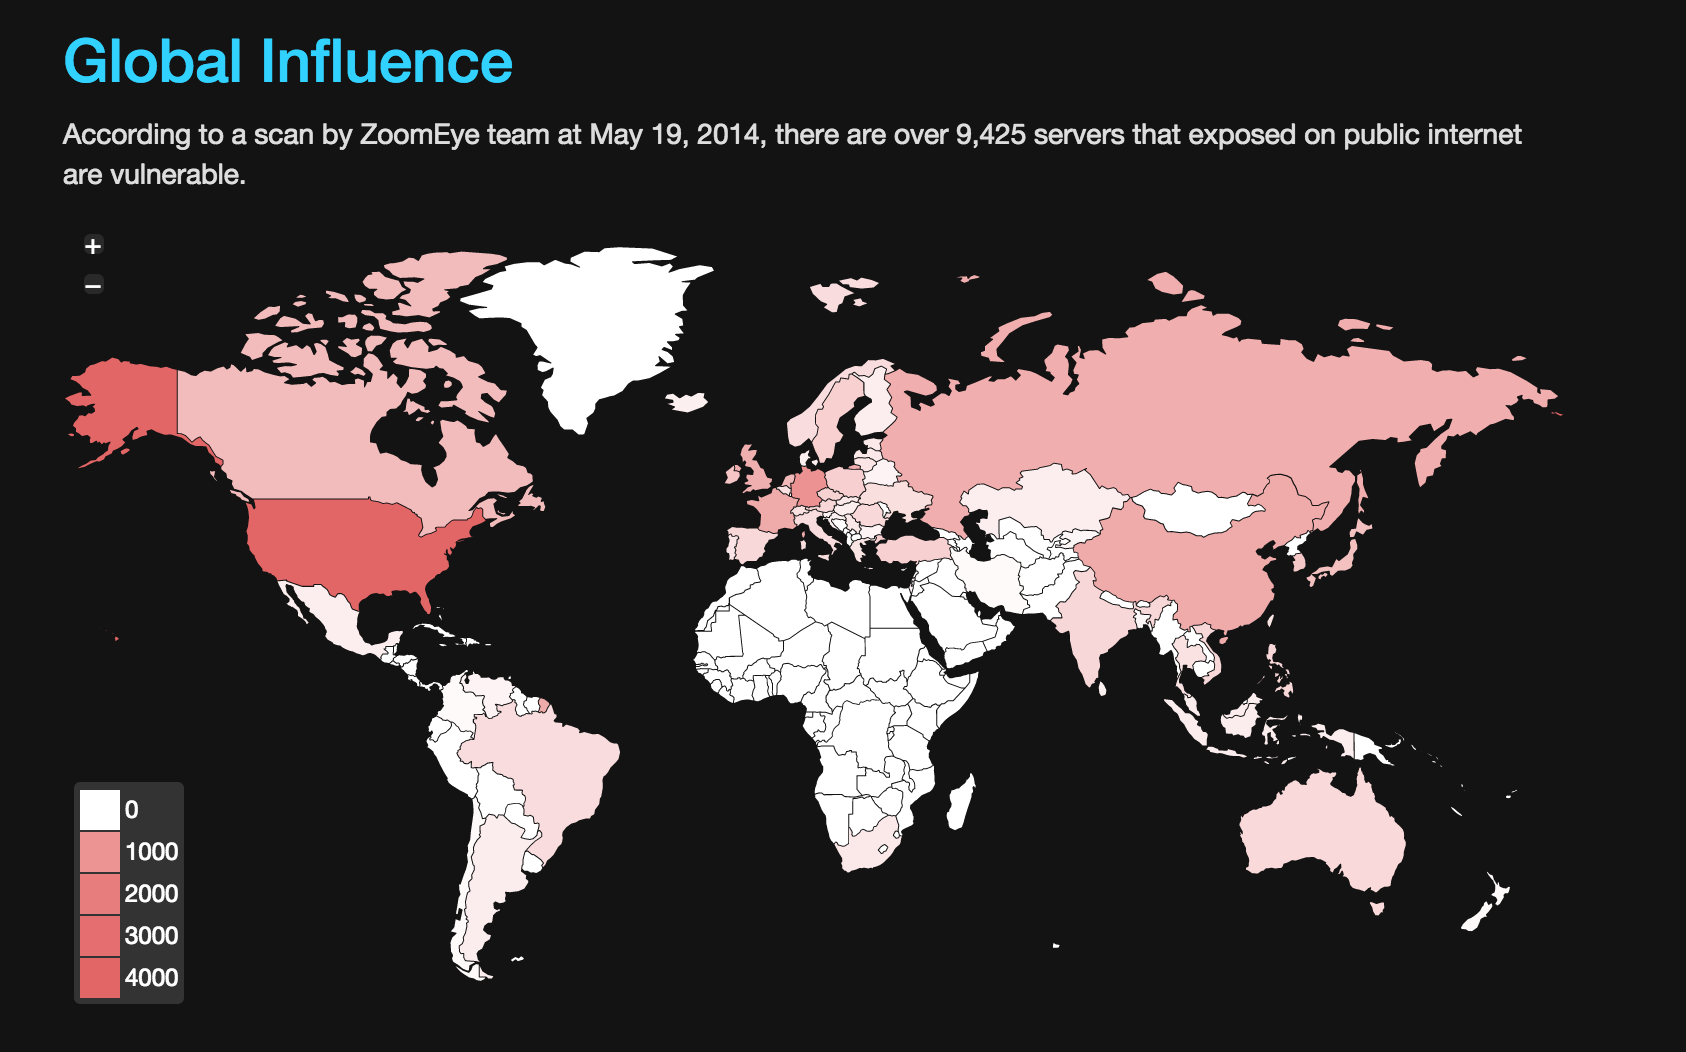 Global Influence
According to a scan by ZoomEye team at May 19, 2014, there are over 9,425 servers that exposed on public internet
are vulnerable.
+
−
0
1000
2000
3000
4000